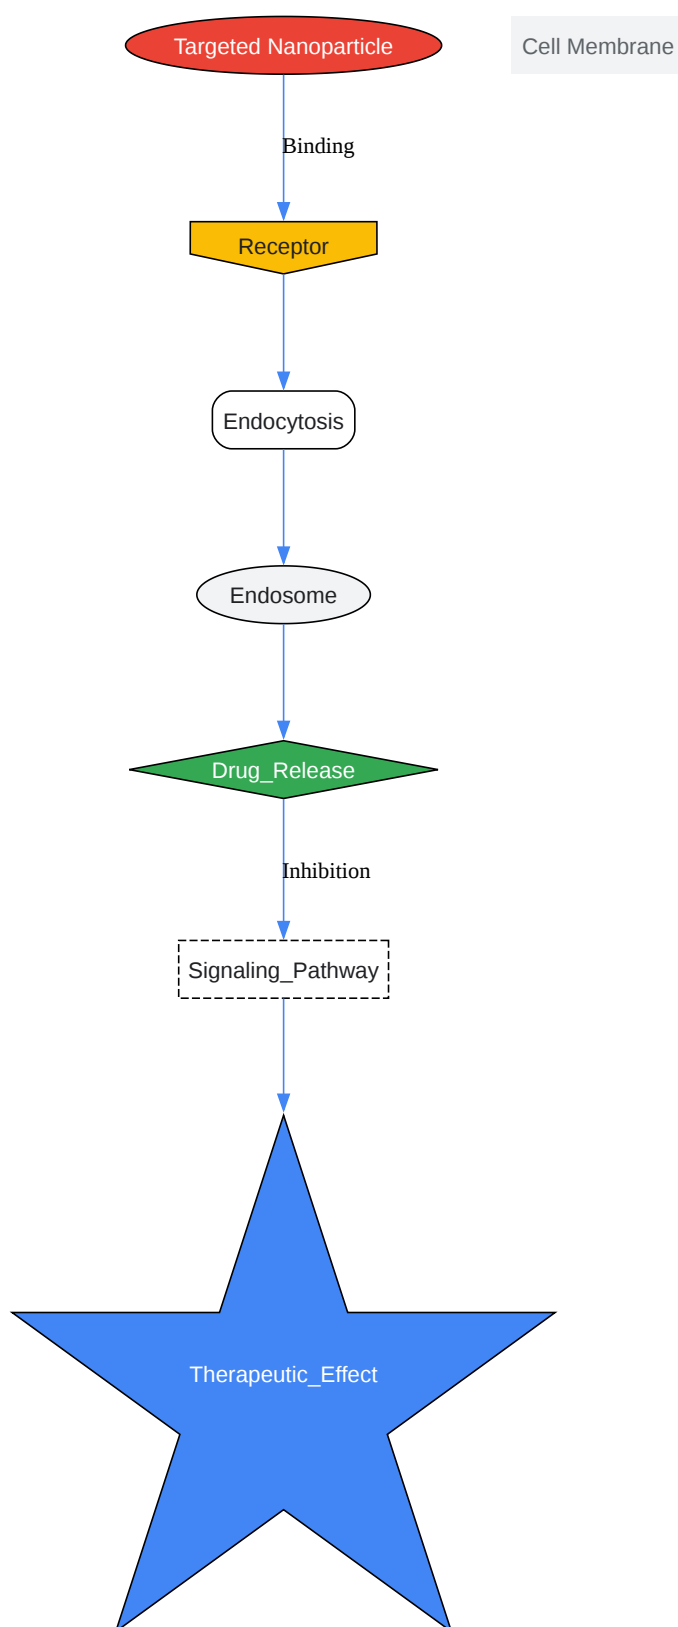 Targeted Nanoparticle
Cell Membrane
Binding
Receptor
Endocytosis
Endosome
Drug_Release
Inhibition
Signaling_Pathway
Therapeutic_Effect